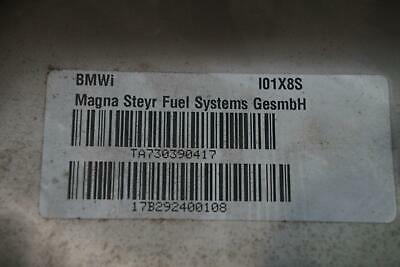 BMWi I01X8S
Magna Steyr Fuel Systems GesmbH
TA730390417
17B292400108